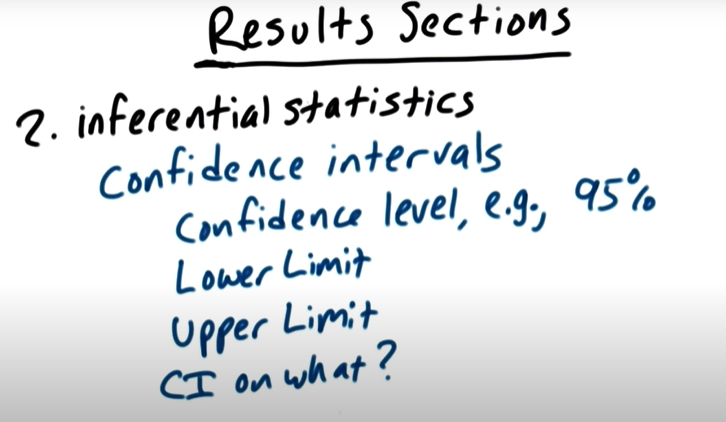 Results Sections
2. inferential statistics
Confidence intervals
Confidence level, e.g., 95%
Lower Limit
Upper Limit
CI on what?